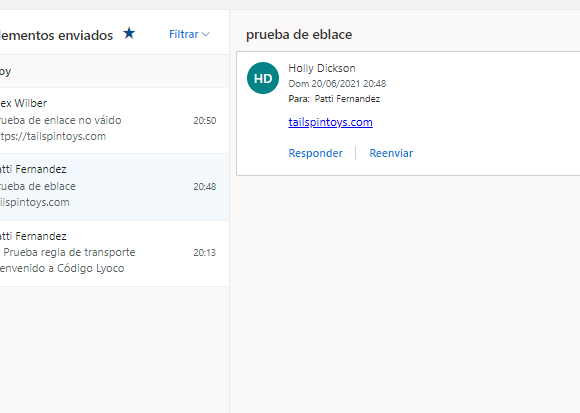 lementos enviados
Filtrar
oy
ex Wilber
rueba de enlace no váido
20:50
ttps://tailspintoys.com
atti Fernandez
rueba de eblace
20:48
ilspintoys.com
atti Fernandez
Prueba regla de transporte
20:13
envenido a Código Lyoco
prueba de eblace
HD
Holly Dickson
Dom 20/06/2021 20:48
Para: Patti Fernandez
tailspintoys.com
Responder
Reenviar